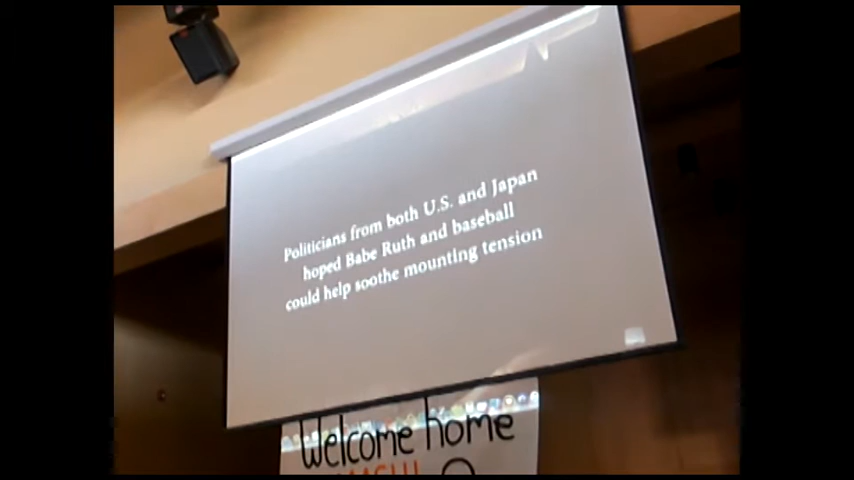 Politicians from both U.S. and Japan
hoped Babe Ruth and baseball
could help soothe mounting tension
Welcome home